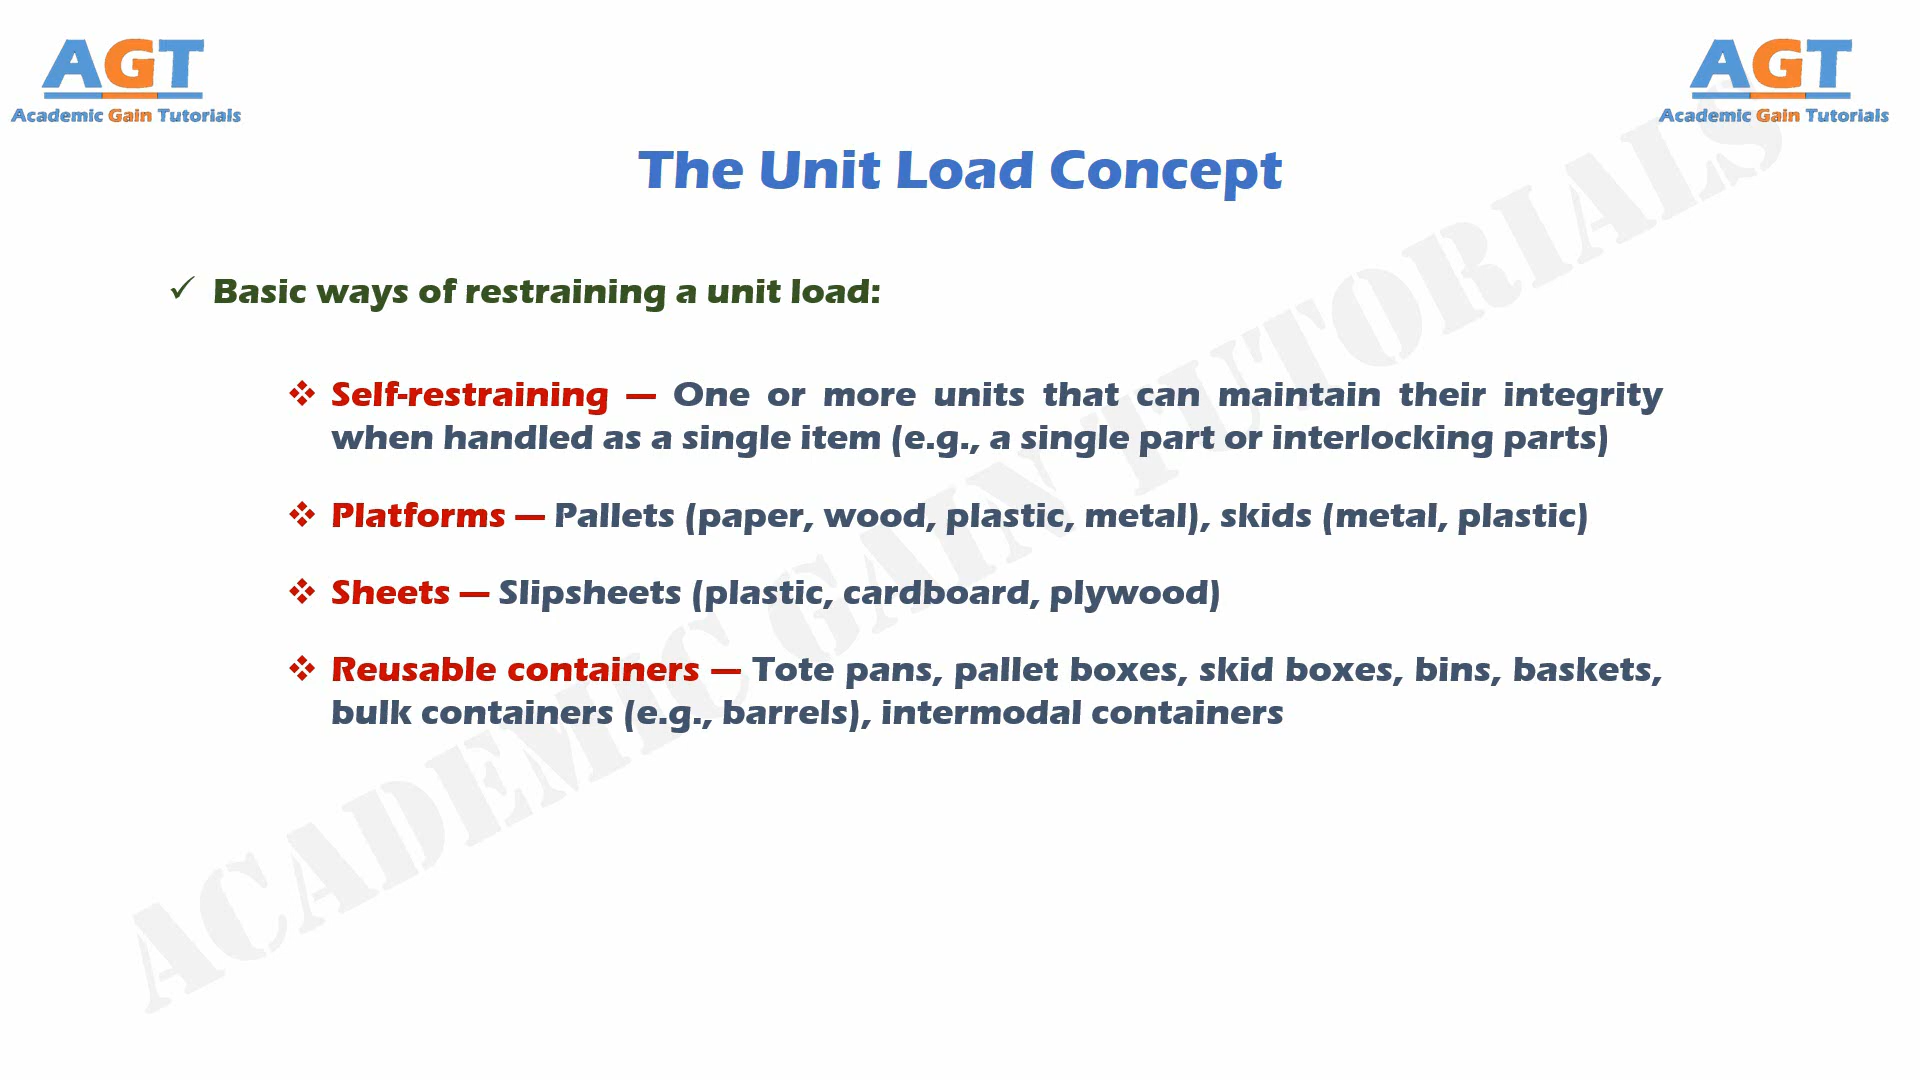 AGT
Academic Gain Tutorials
AGT
Academic Gain Tutorials
The Unit Load Concept
✓ Basic ways of restraining a unit load:
❖ Self-restraining — One or more units that can maintain their integrity
when handled as a single item (e.g., a single part or interlocking parts)
❖ Platforms — Pallets (paper, wood, plastic, metal), skids (metal, plastic)
❖ Sheets — Slipsheets (plastic, cardboard, plywood)
❖ Reusable containers — Tote pans, pallet boxes, skid boxes, bins, baskets,
bulk containers (e.g., barrels), intermodal containers
ACADEMIC GAIN TUTORIALS